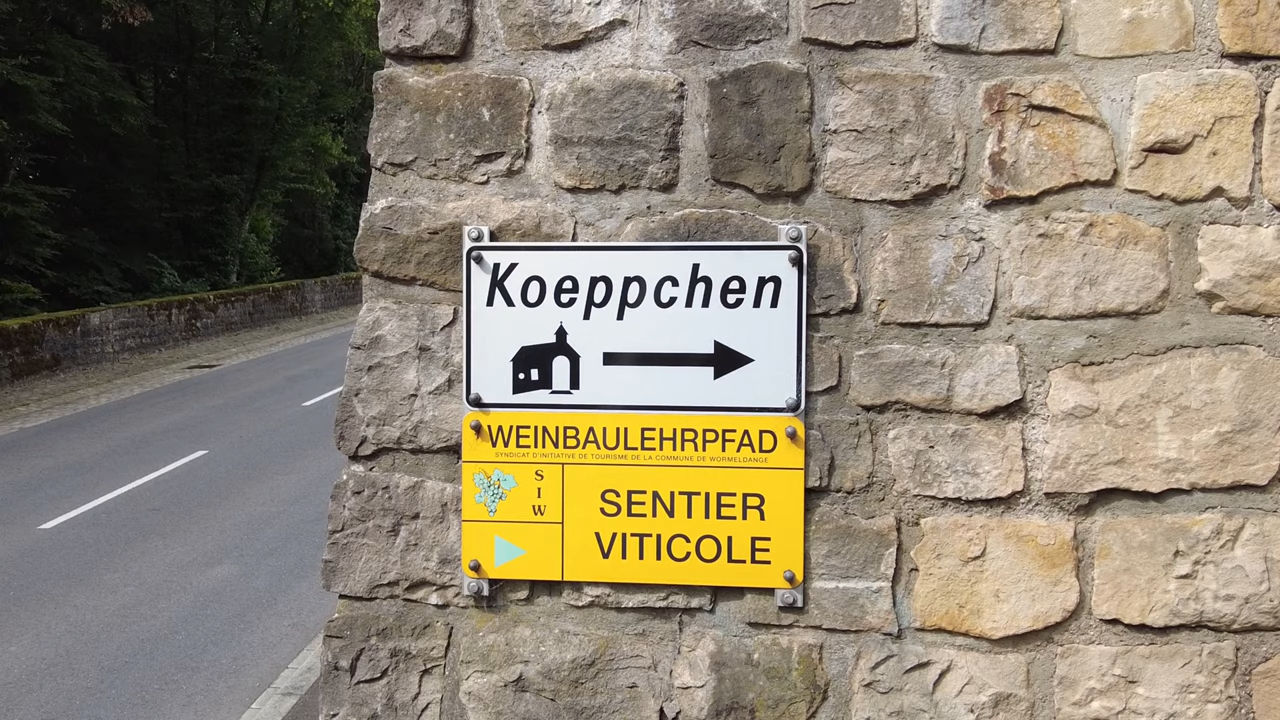 Koeppchen
WEINBAULEHRPFAD
SYNDICAT D'INITIATIVE DE TOURISME DE LA COMMUNE DE WORMELDANGE
S
I
W
SENTIER
VITICOLE